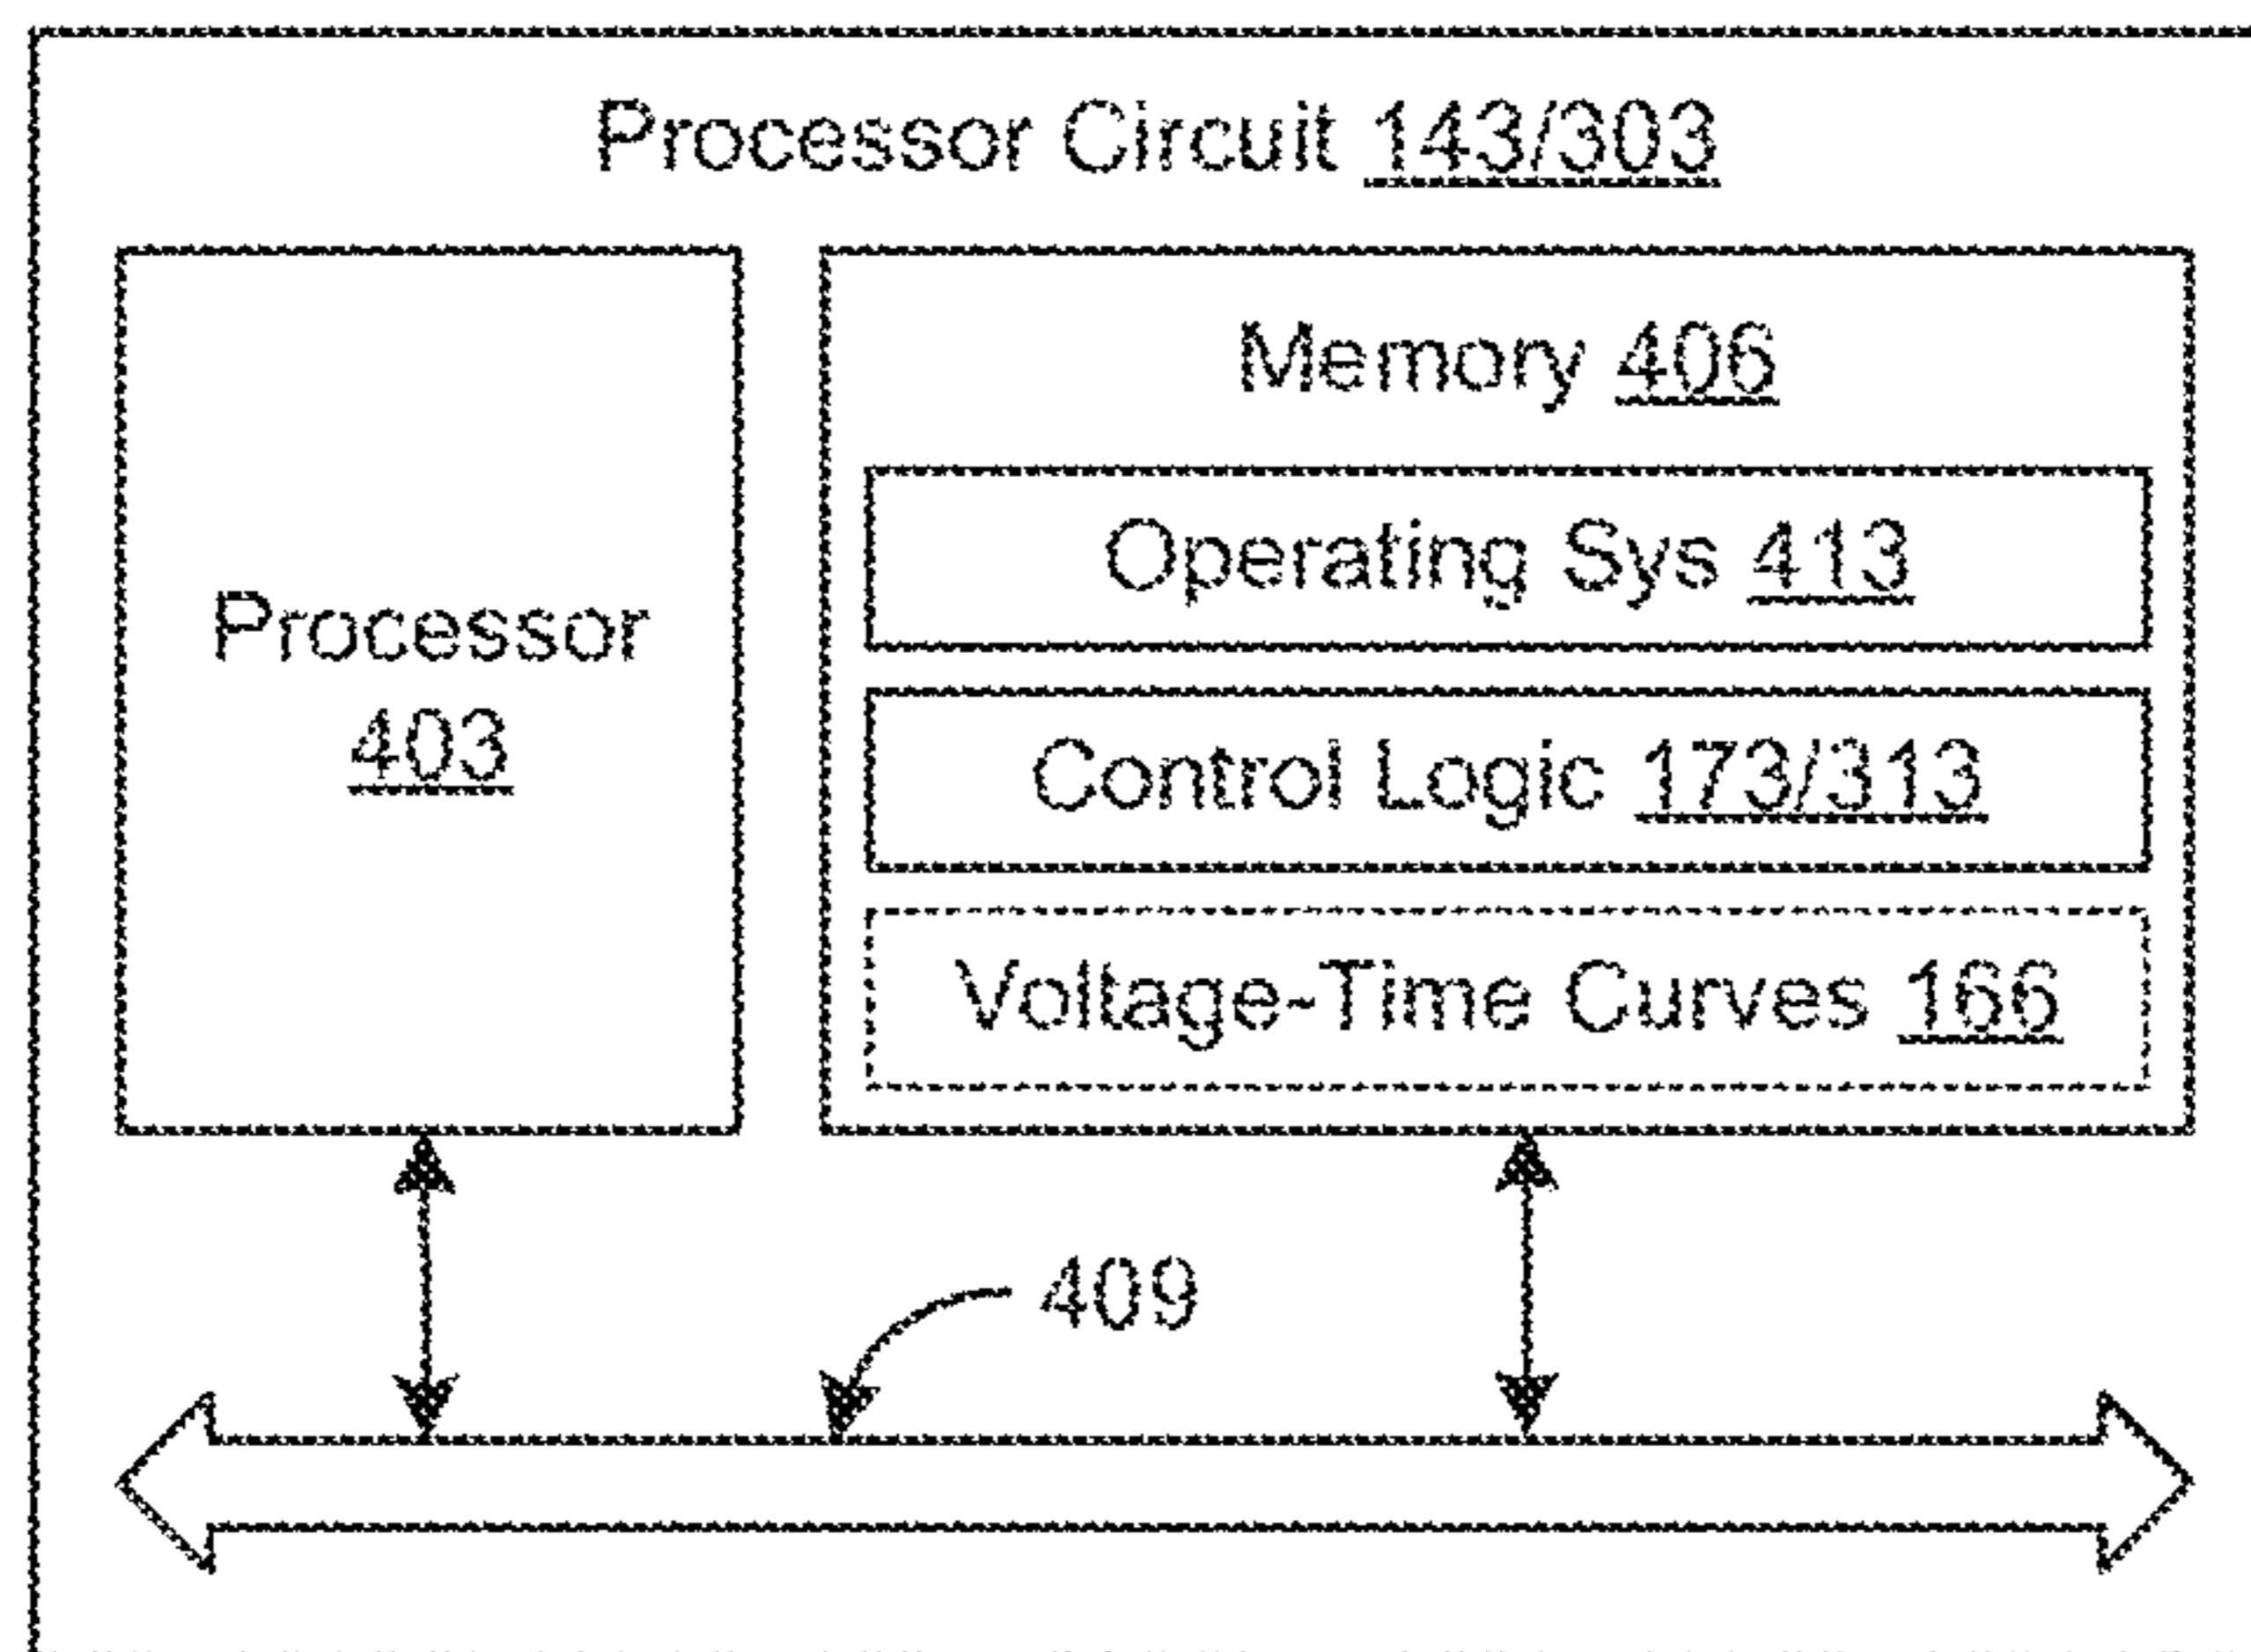 Processor Circuit 143/303
Processor
403
Memory 406
Operating Sys 413
Control Logic 173/313
Voltage-Time Curves 166
409